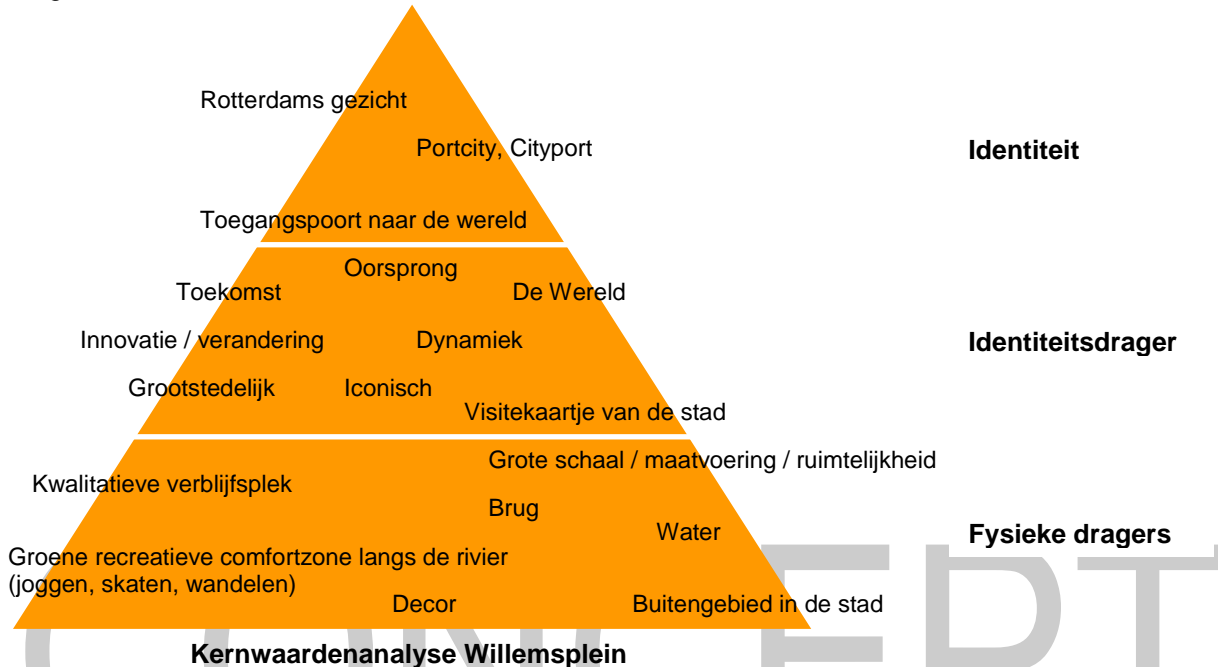 Rotterdams gezicht
Portcity, Cityport
Identiteit
Toegangspoort naar de wereld
Oorsprong
Toekomst
De Wereld
Innovatie / verandering
Dynamiek
Identiteitsdrager
Grootstedelijk
Iconisch
Visitekaartje van de stad
Grote schaal / maatvoering / ruimtelijkheid
Kwalitatieve verblijfsplek
Brug
Water
Fysieke dragers
Groene recreatieve comfortzone langs de rivier
(joggen, skaten, wandelen)
Decor
Buitengebied in de stad
Kernwaardenanalyse Willemsplein